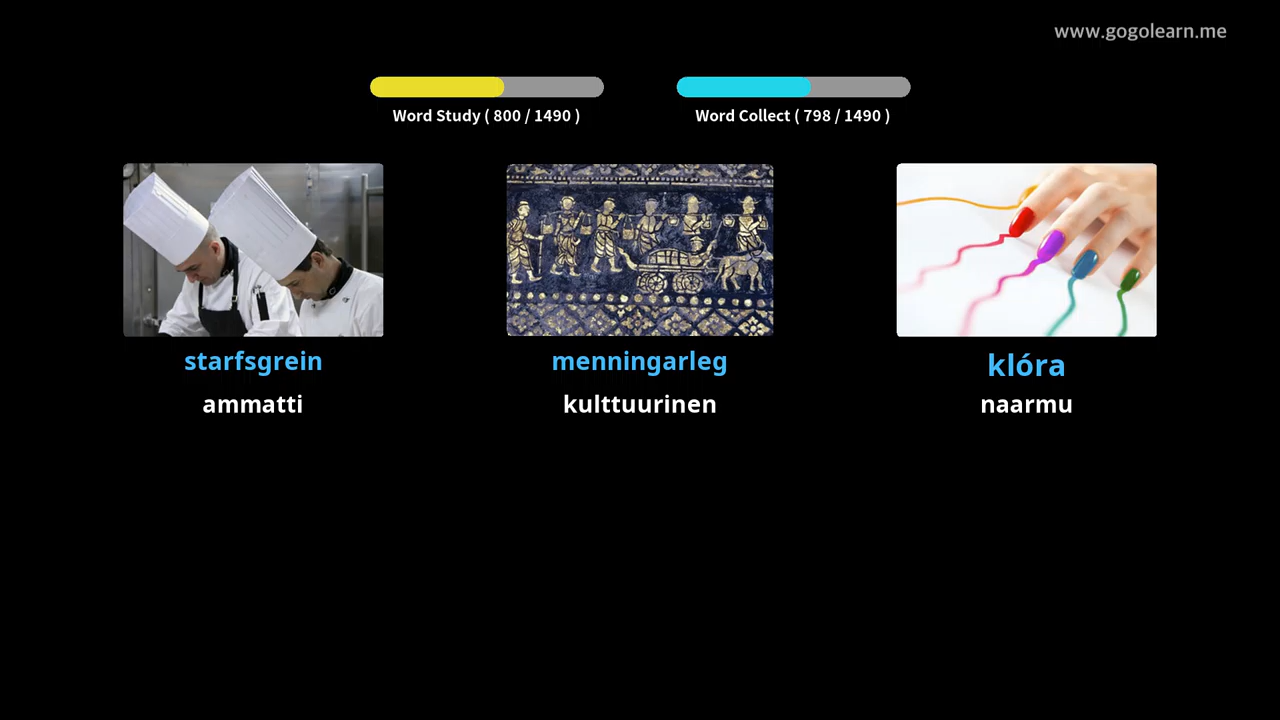 www.gogolearn.me
Word Study ( 800 / 1490 )
Word Collect ( 798 / 1490 )
starfsgrein
ammatti
menningarleg
kulttuurinen
klóra
naarmu